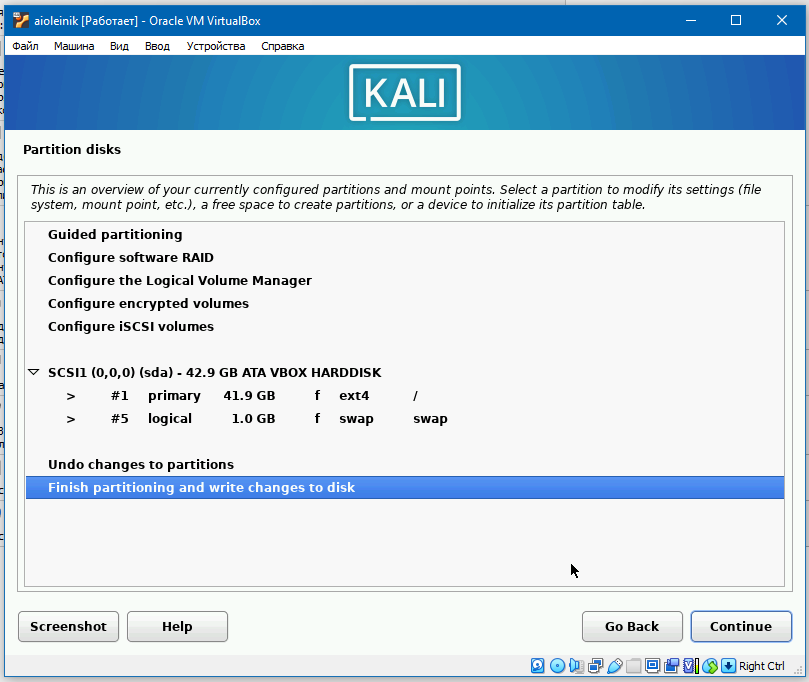 aioleinik [Работает] - Oracle VM VirtualBox
Файл Машина Вид Ввод Устройства Справка
KALI
Partition disks
This is an overview of your currently configured partitions and mount points. Select a partition to modify its settings (file
system, mount point, etc.), a free space to create partitions, or a device to initialize its partition table.
Guided partitioning
Configure software RAID
Configure the Logical Volume Manager
Configure encrypted volumes
Configure iSCSI volumes
SCSI1 (0,0,0) (sda) - 42.9 GB ATA VBOX HARDDISK
> #1 primary 41.9 GB f ext4 /
> #5 logical 1.0 GB f swap swap
Undo changes to partitions
Finish partitioning and write changes to disk
Screenshot Help Go Back Continue
Right Ctrl